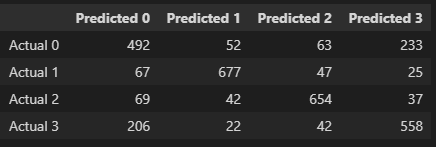 Predicted 0 Predicted 1 Predicted 2 Predicted 3
Actual 0 492 52 63 233
Actual 1 67 677 47 25
Actual 2 69 42 654 37
Actual 3 206 22 42 558